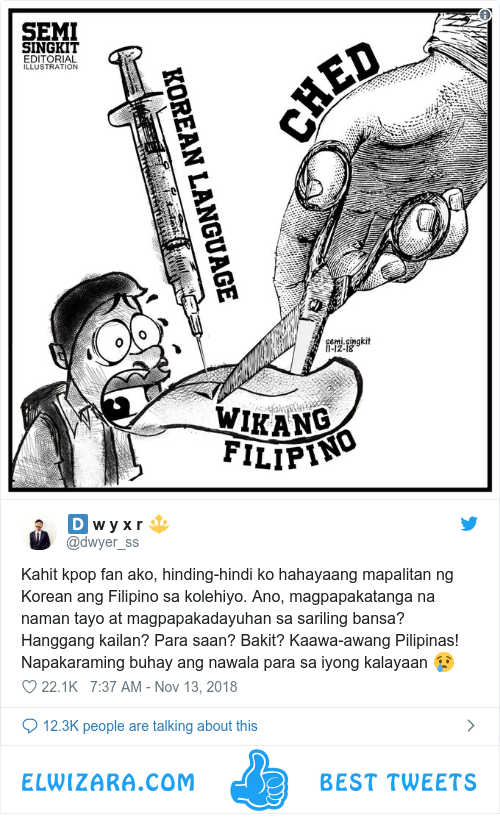 SEMI
SINGKIT
EDITORIAL
ILLUSTRATION
KOREAN LANGUAGE
CHED
semi.singkit
11-12-18
WIKANG
FILIPINO
D w y x r
@dwyer_ss
Kahit kpop fan ako, hinding-hindi ko hahayaang mapalitan ng
Korean ang Filipino sa kolehiyo. Ano, magpapakatanga na
naman tayo at magpapakadayuhan sa sariling bansa?
Hanggang kailan? Para saan? Bakit? Kaawa-awang Pilipinas!
Napakaraming buhay ang nawala para sa iyong kalayaan 😢
22.1K 7:37 AM - Nov 13, 2018
12.3K people are talking about this
ELWIZARA.COM
BEST TWEETS